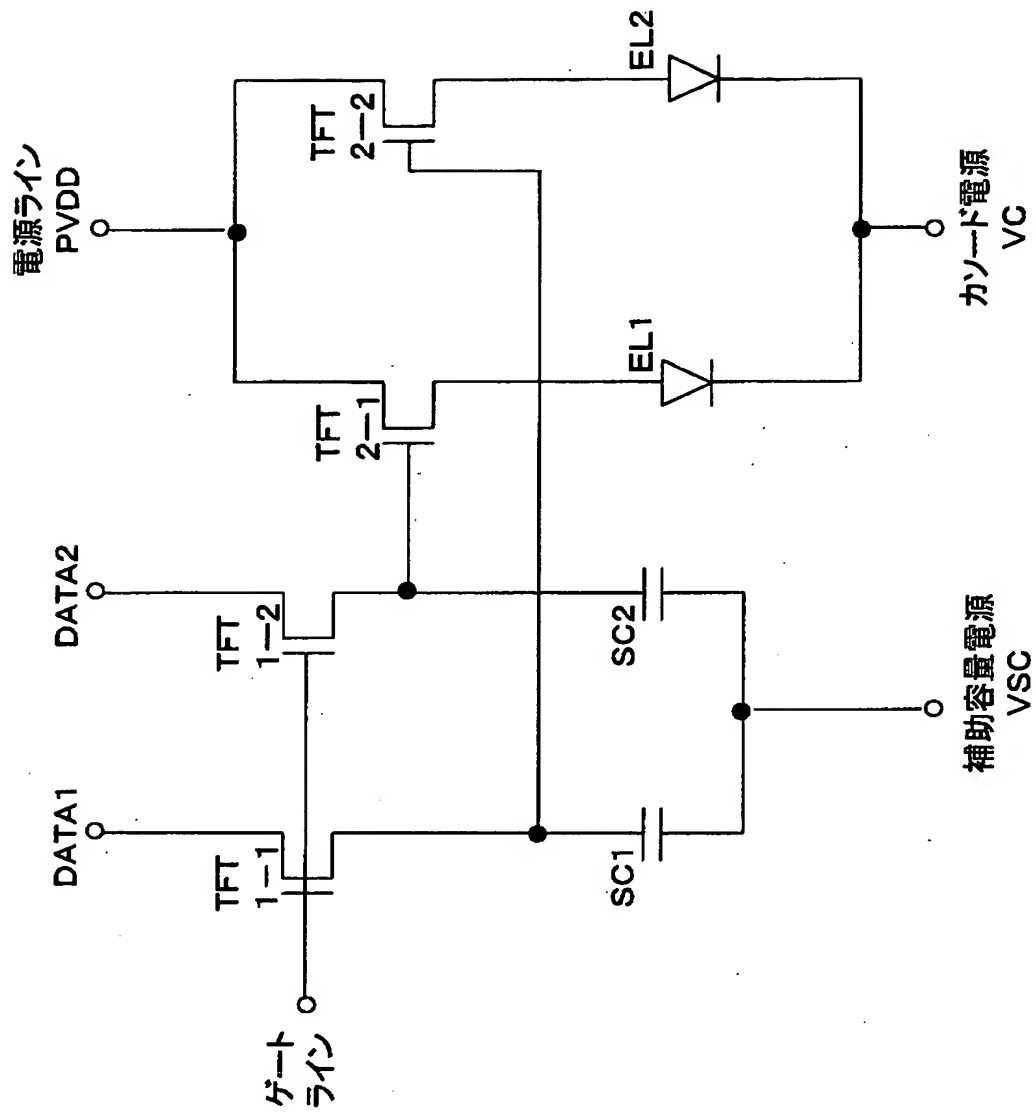 電源ライン
PVDD
DATA1
DATA2
TFT
1—1
TFT
1—2
TFT
2—1
TFT
2—2
ゲート
ライン
SC1
SC2
EL1
EL2
補助容量電源
VSC
カソード電源
VC